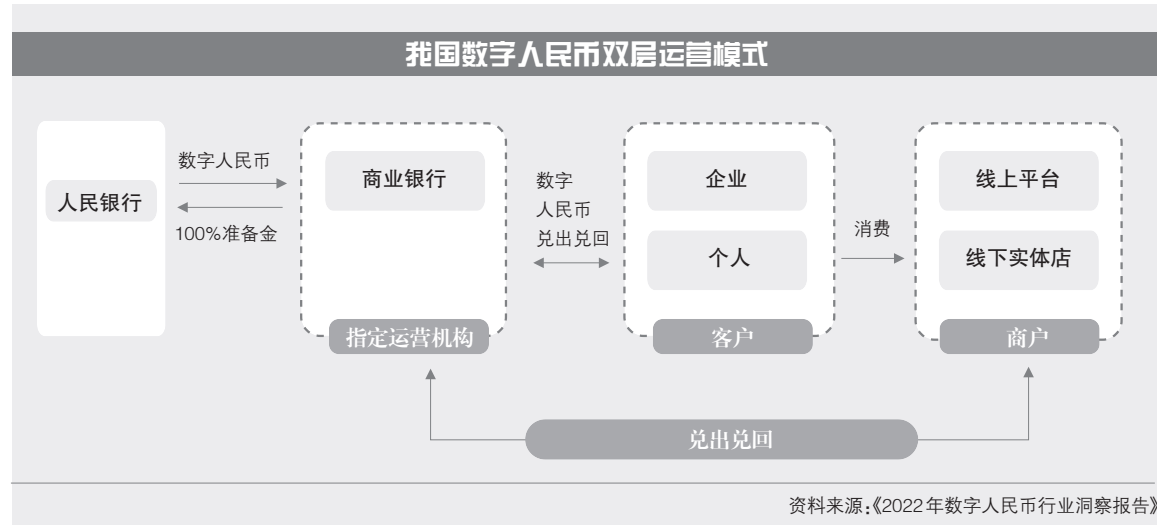 我国数字人民币双层运营模式
人民银行
数字人民币
100%准备金
商业银行
指定运营机构
数字
人民币
兑出兑回
企业
个人
客户
消费
线上平台
线下实体店
商户
兑出兑回
资料来源:《2022年数字人民币行业洞察报告》